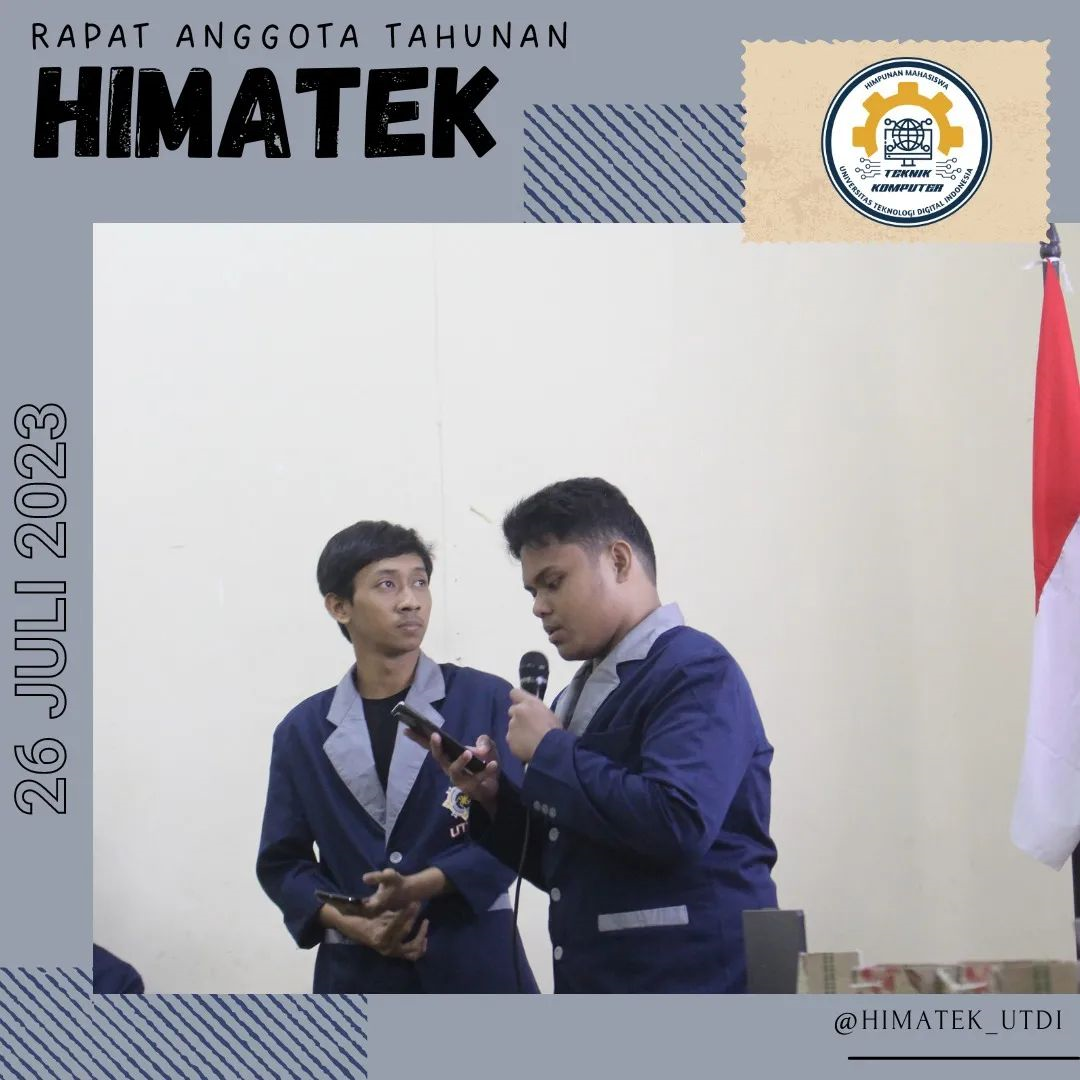 RAPAT ANGGOTA TAHUNAN
HIMATEK
HIMPUNAN MAHASISWA
TEKNIK
KOMPUTER
UNIVERSITAS TEKNOLOGI DIGITAL INDONESIA
26 JULI 2023
@HIMATEK_UTDI